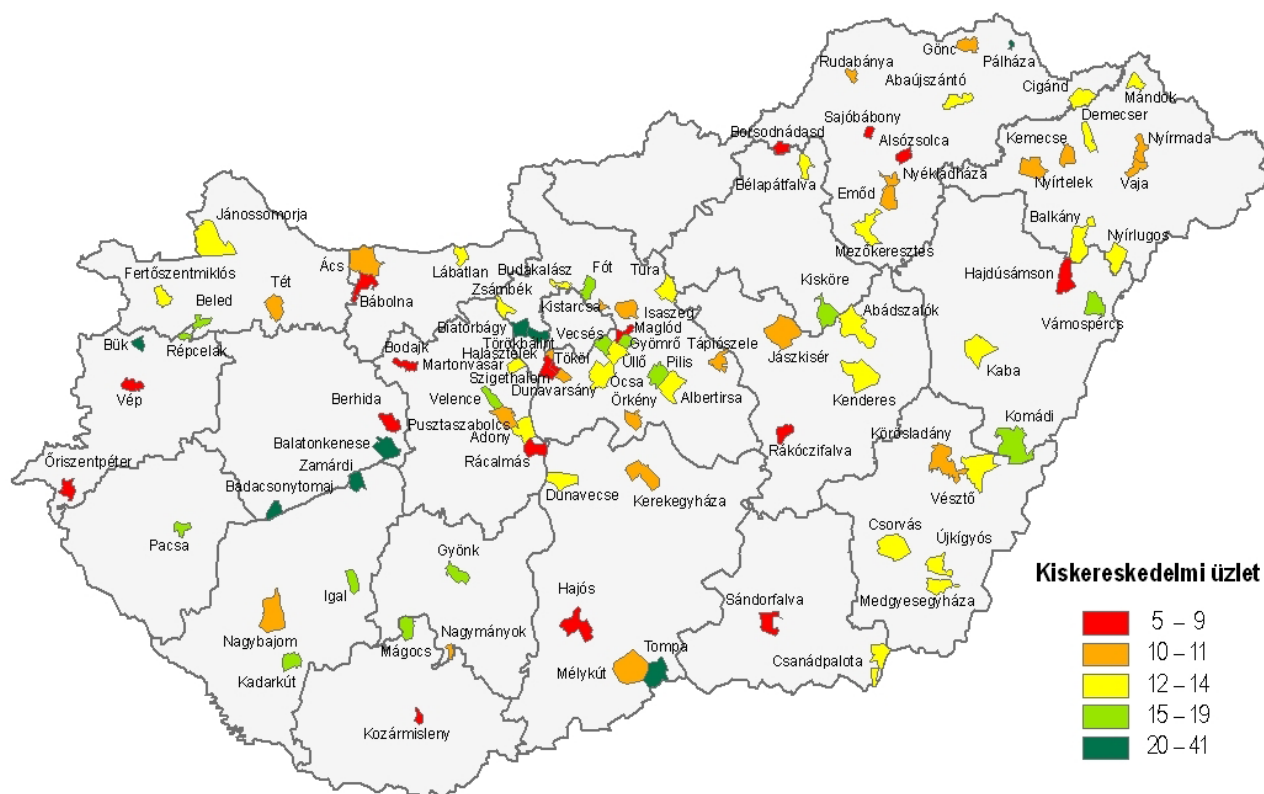 Gönc
Pálháza
Rudabánya
Abaújszántó
Cigánd
Mándok
Sajóbábony
Demecser
Borsodnádasd
Alsózsolca
Kemecse
Nyírmada
Bélapátfalva
Nyékládháza
Emőd
Nyírtelek
Vaja
Jánossomorja
Balkány
Nyírlugos
Mezőkeresztes
Ács
Lábatlan
Budakalász
Fót
Tura
Kisköre
Hajdúsámson
Fertőszentmiklós
Tét
Zsámbék
Beled
Bábolna
Kistarcsa
Isaszeg
Abádszalók
Vámospércs
Biatorbágy
Vecsés
Maglód
Bük
Répcelak
Törökbálint
Gyömrő
Tápiószele
Bodajk
Halásztelek
Tököl
Jászkisér
Martonvásár
Üllő
Pilis
Kaba
Vép
Szigethalom
Dunavarsány
Ócsa
Albertirsa
Kenderes
Berhida
Velence
Örkény
Komádi
Pusztaszabolcs
Balatonkenese
Adony
Körösladány
Őriszentpéter
Zamárdi
Rácalmás
Rákóczifalva
Badacsonytomaj
Dunavecse
Kerekegyháza
Vésztő
Csorvás
Újkígyós
Pacsa
Gyönk
Kiskereskedelmi üzlet
Igal
Hajós
Sándorfalva
Medgyesegyháza
5 – 9
Nagybajom
Mágocs
Nagymányok
Tompa
10 – 11
Kadarkút
Mélykút
Csanádpalota
12 – 14
15 – 19
Kozármisleny
20 – 41